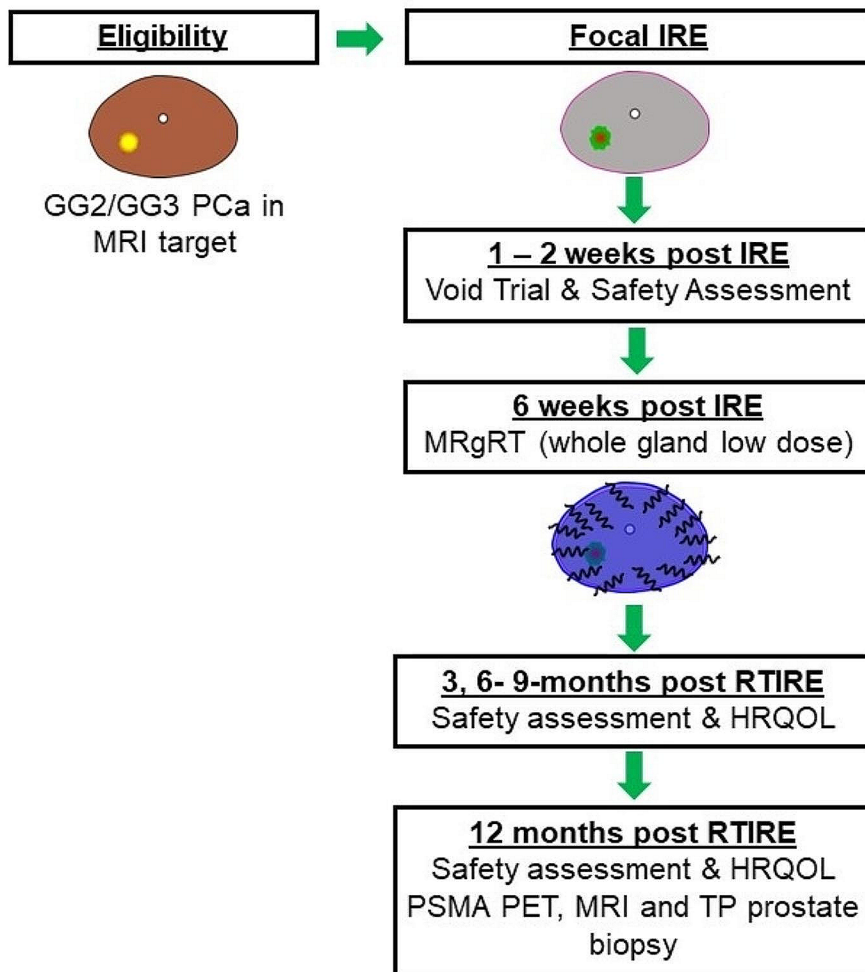 Eligibility
GG2/GG3 PCa in
MRI target
Focal IRE
1 – 2 weeks post IRE
Void Trial & Safety Assessment
6 weeks post IRE
MRgRT (whole gland low dose)
3, 6- 9-months post RTIRE
Safety assessment & HRQOL
12 months post RTIRE
Safety assessment & HRQOL
PSMA PET, MRI and TP prostate
biopsy